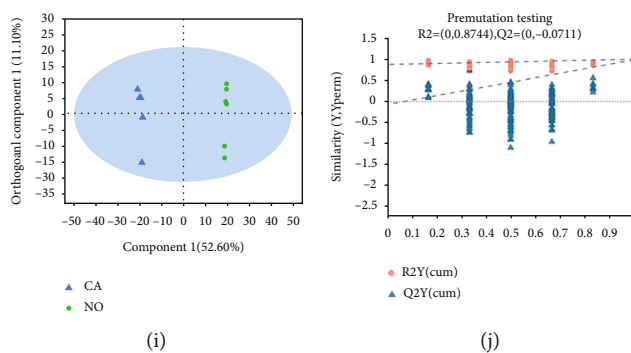 Orthogoanl component 1 (11.10%)
30
25
20
15
10
5
0
−5
−10
−15
−20
−25
−30
−35
−50 −40 −30 −20 −10 0 10 20 30 40 50
Component 1(52.60%)
CA
NO
(i)
Premutation testing
R2=(0,0.8744),Q2=(0,−0.0711)
Similarity (Y,Yperm)
1.5
1
0.5
0
−0.5
−1
−1.5
−2
−2.5
0 0.1 0.2 0.3 0.4 0.5 0.6 0.7 0.8 0.9
R2Y(cum)
Q2Y(cum)
(j)